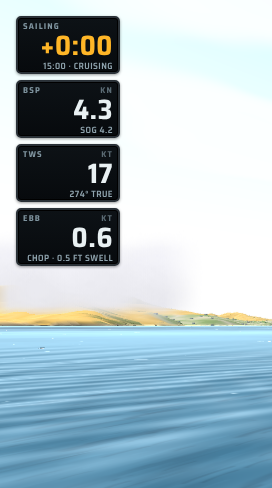 SAILING
+0:00
15:00 · CRUISING
BSP KN
4.3
SOG 4.2
TWS KT
17
274° TRUE
EBB KT
0.6
CHOP · 0.5 FT SWELL